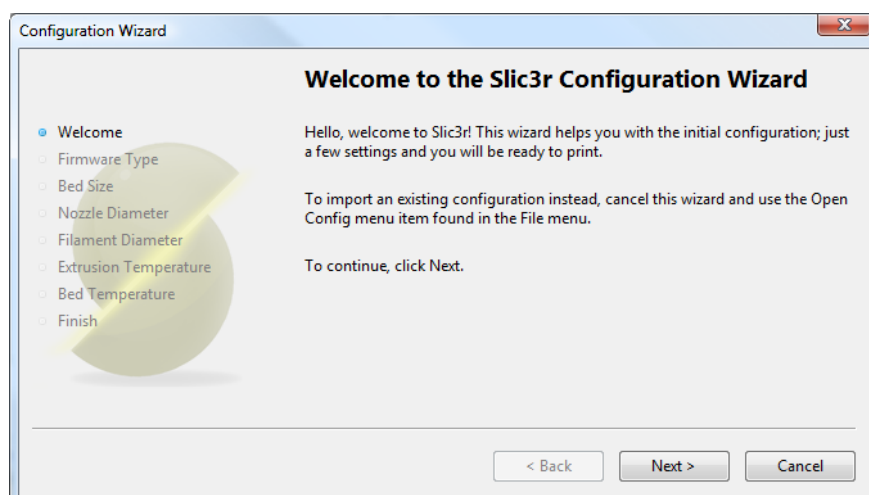 Configuration Wizard
Welcome to the Slic3r Configuration Wizard
Welcome
Firmware Type
Bed Size
Nozzle Diameter
Filament Diameter
Extrusion Temperature
Bed Temperature
Finish
Hello, welcome to Slic3r! This wizard helps you with the initial configuration; just
a few settings and you will be ready to print.
To import an existing configuration instead, cancel this wizard and use the Open
Config menu item found in the File menu.
To continue, click Next.
< Back
Next >
Cancel